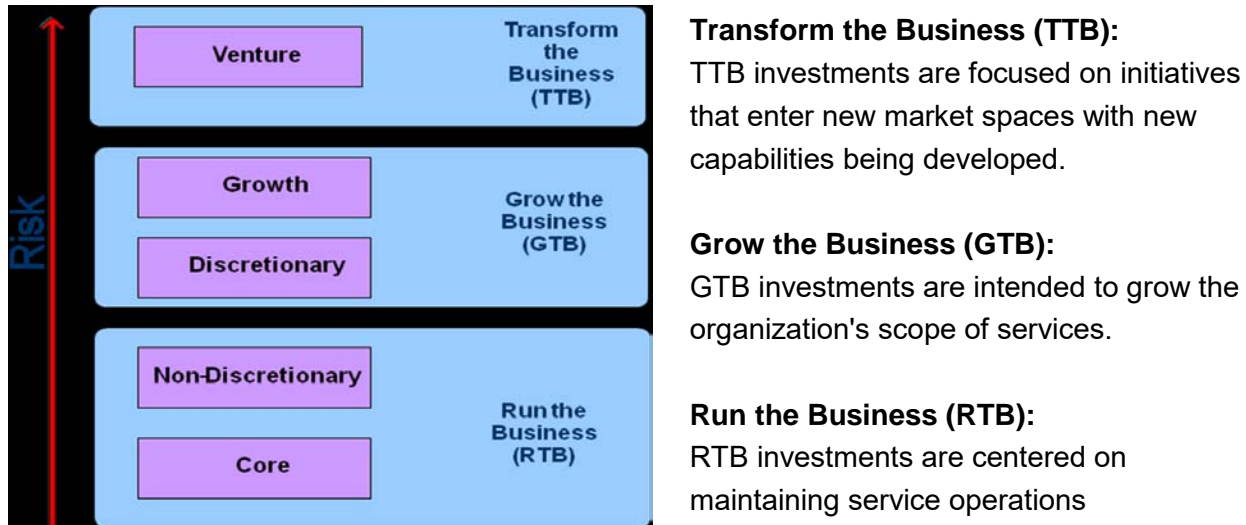 Risk
Venture
Transform
the
Business
(TTB)
Growth
Discretionary
Grow the
Business
(GTB)
Non-Discretionary
Core
Run the
Business
(RTB)
Transform the Business (TTB):
TTB investments are focused on initiatives
that enter new market spaces with new
capabilities being developed.
Grow the Business (GTB):
GTB investments are intended to grow the
organization's scope of services.
Run the Business (RTB):
RTB investments are centered on
maintaining service operations